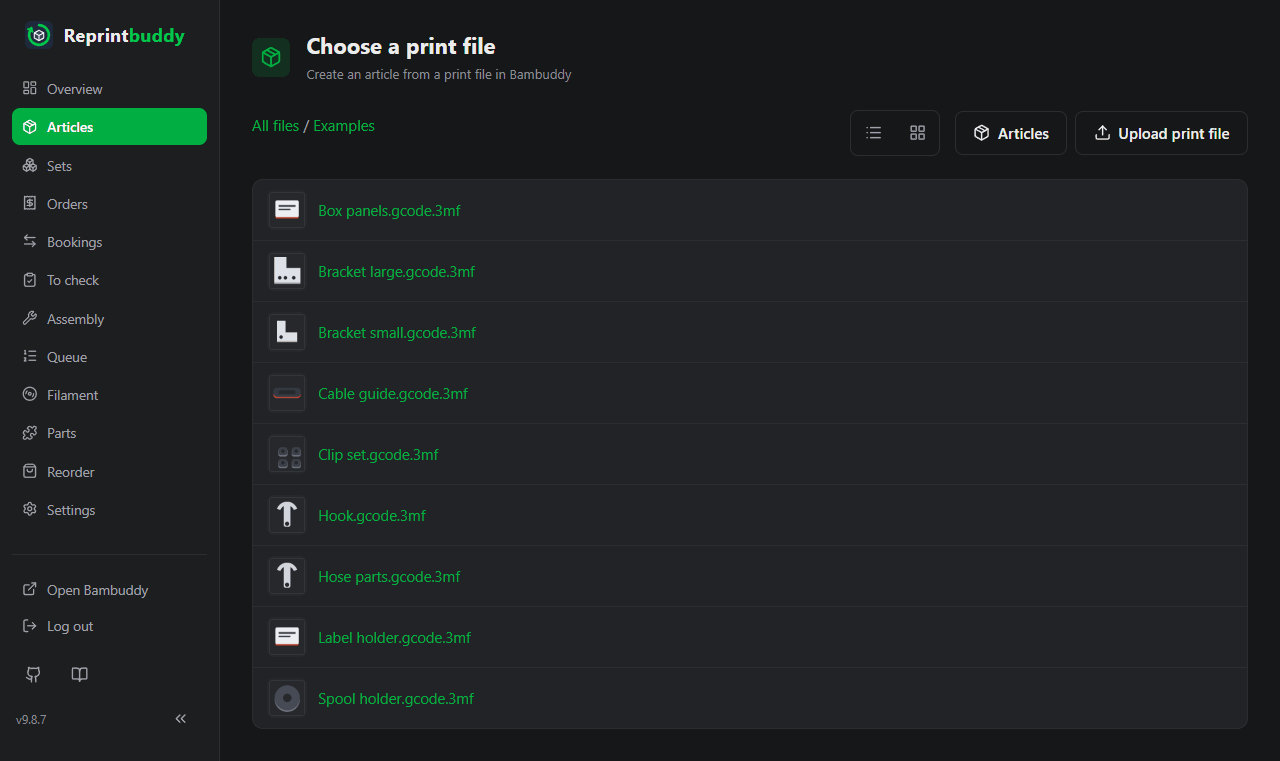 Reprintbuddy
Overview
Articles
Sets
Orders
Bookings
To check
Assembly
Queue
Filament
Parts
Reorder
Settings
Open Bambuddy
Log out
v9.8.7
Choose a print file
Create an article from a print file in Bambuddy
All files / Examples
Articles
Upload print file
Box panels.gcode.3mf
Bracket large.gcode.3mf
Bracket small.gcode.3mf
Cable guide.gcode.3mf
Clip set.gcode.3mf
Hook.gcode.3mf
Hose parts.gcode.3mf
Label holder.gcode.3mf
Spool holder.gcode.3mf